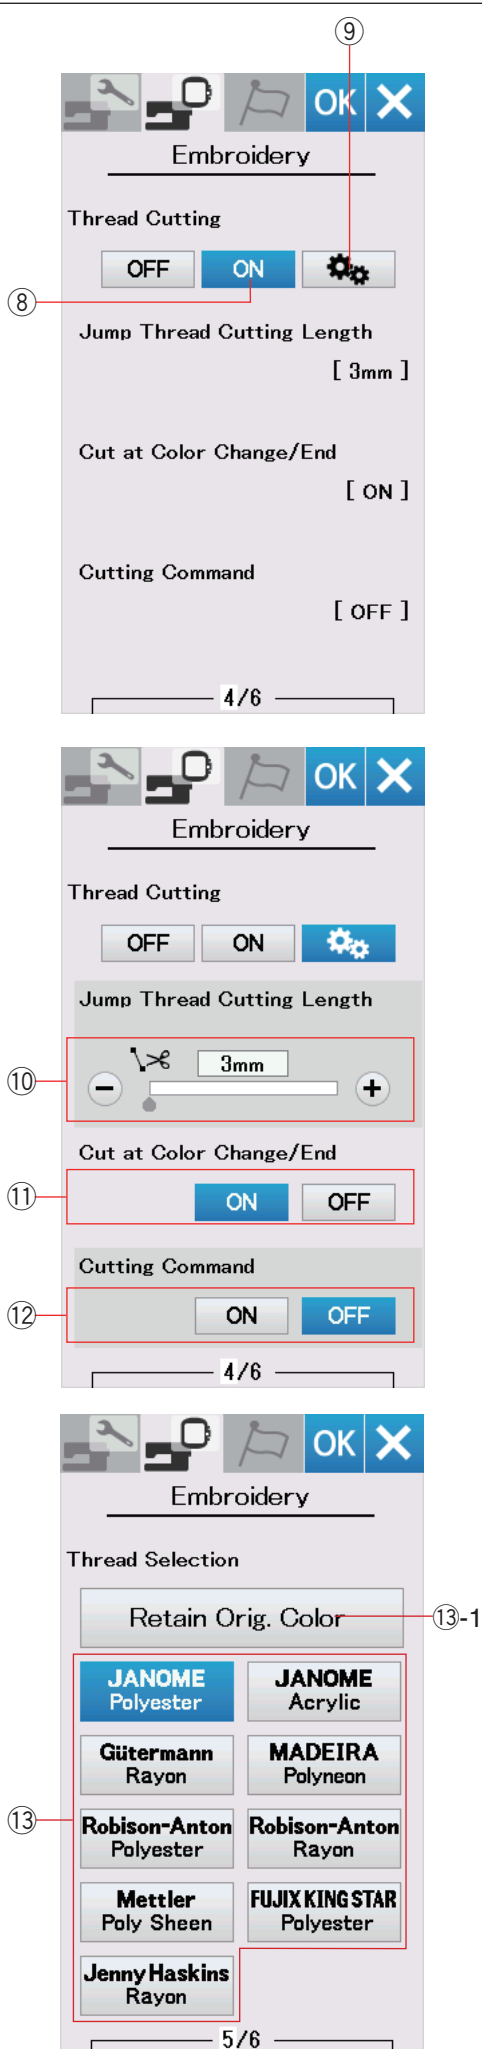 ⑨
OK
Embroidery
Thread Cutting
OFF ON
⑧
Jump Thread Cutting Length
[ 3mm ]
Cut at Color Change/End
[ ON ]
Cutting Command
[ OFF ]
4/6
OK
Embroidery
Thread Cutting
OFF ON
Jump Thread Cutting Length
3mm
⑩ − +
Cut at Color Change/End
⑪ ON OFF
Cutting Command
⑫ ON OFF
4/6
OK
Embroidery
Thread Selection
Retain Orig. Color ⑬-1
JANOME JANOME
Polyester Acrylic
Gütermann MADEIRA
Rayon Polyneon
⑬ Robison-Anton Robison-Anton
Polyester Rayon
Mettler FUJIX KING STAR
Poly Sheen Polyester
Jenny Haskins
Rayon
5/6